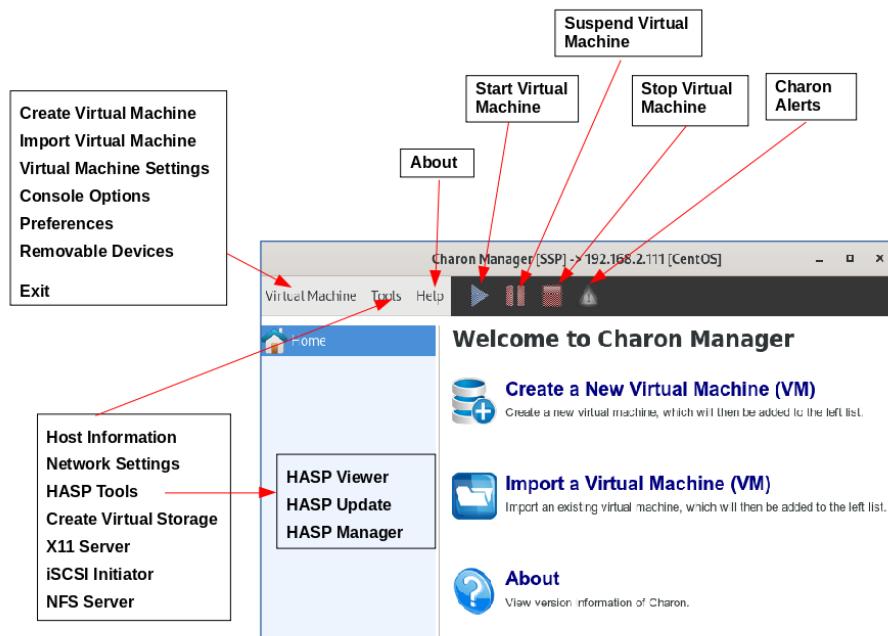 Suspend Virtual
Machine
Start Virtual
Machine
Stop Virtual
Machine
Charon
Alerts
Create Virtual Machine
Import Virtual Machine
Virtual Machine Settings
Console Options
Preferences
Removable Devices
Exit
About
Charon Manager [SSP] -> 192.168.2.111 [CentOS]
Virtual Machine Tools Help
Home
Welcome to Charon Manager
Create a New Virtual Machine (VM)
Create a new virtual machine, which will then be added to the left list.
Import a Virtual Machine (VM)
Import an existing virtual machine, which will then be added to the left list.
About
View version information of Charon.
Host Information
Network Settings
HASP Tools
Create Virtual Storage
X11 Server
iSCSI Initiator
NFS Server
HASP Viewer
HASP Update
HASP Manager